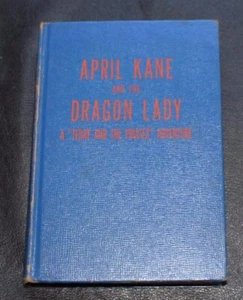 APRIL KANE
AND THE
DRAGON LADY
A "TERRY AND THE PIRATES" ADVENTURE